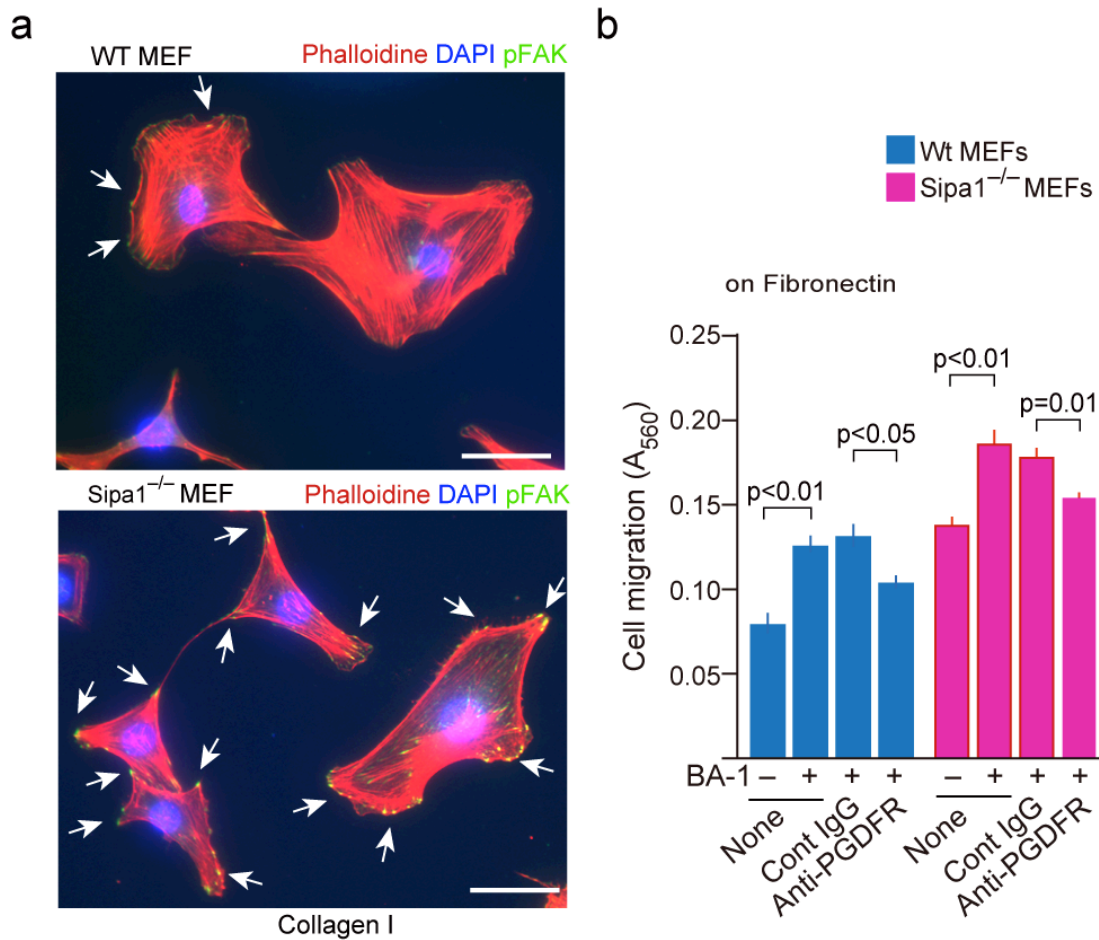 a
WT MEF
Phalloidine DAPI pFAK
Sipa1–/– MEF
Phalloidine DAPI pFAK
Collagen I
b
Wt MEFs
Sipa1–/– MEFs
on Fibronectin
Cell migration (A560)
0.25
0.20
0.15
0.10
0.05
p<0.01
p<0.05
p<0.01
p=0.01
BA-1 – + + + – + + +
None
Cont IgG
Anti-PGDFR
None
Cont IgG
Anti-PGDFR